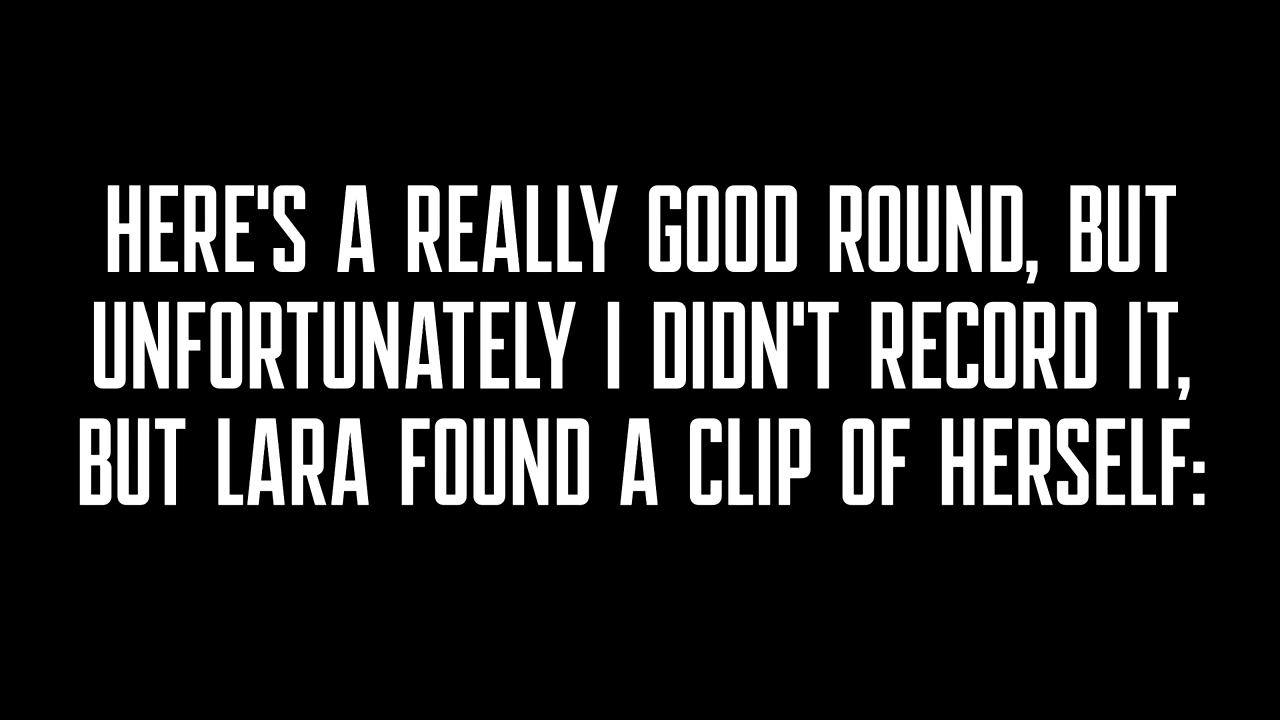 HERE'S A REALLY GOOD ROUND, BUT
UNFORTUNATELY I DIDN'T RECORD IT,
BUT LARA FOUND A CLIP OF HERSELF: